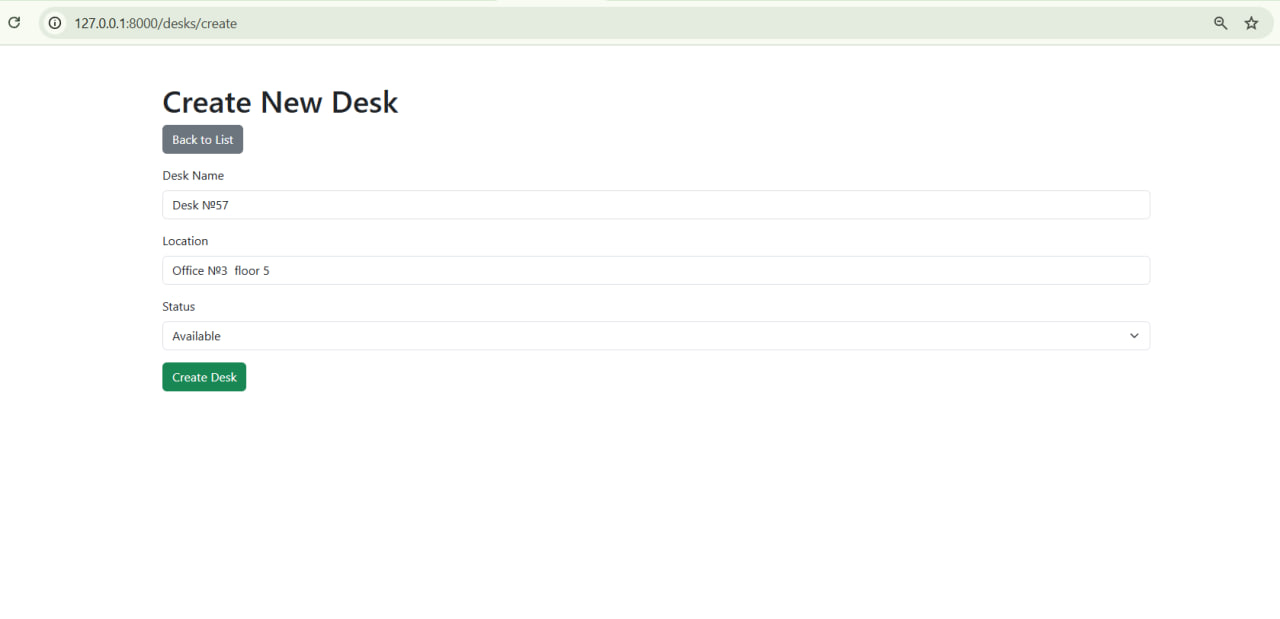 127.0.0.1:8000/desks/create
Create New Desk
Back to List
Desk Name
Desk №57
Location
Office №3  floor 5
Status
Available
Create Desk